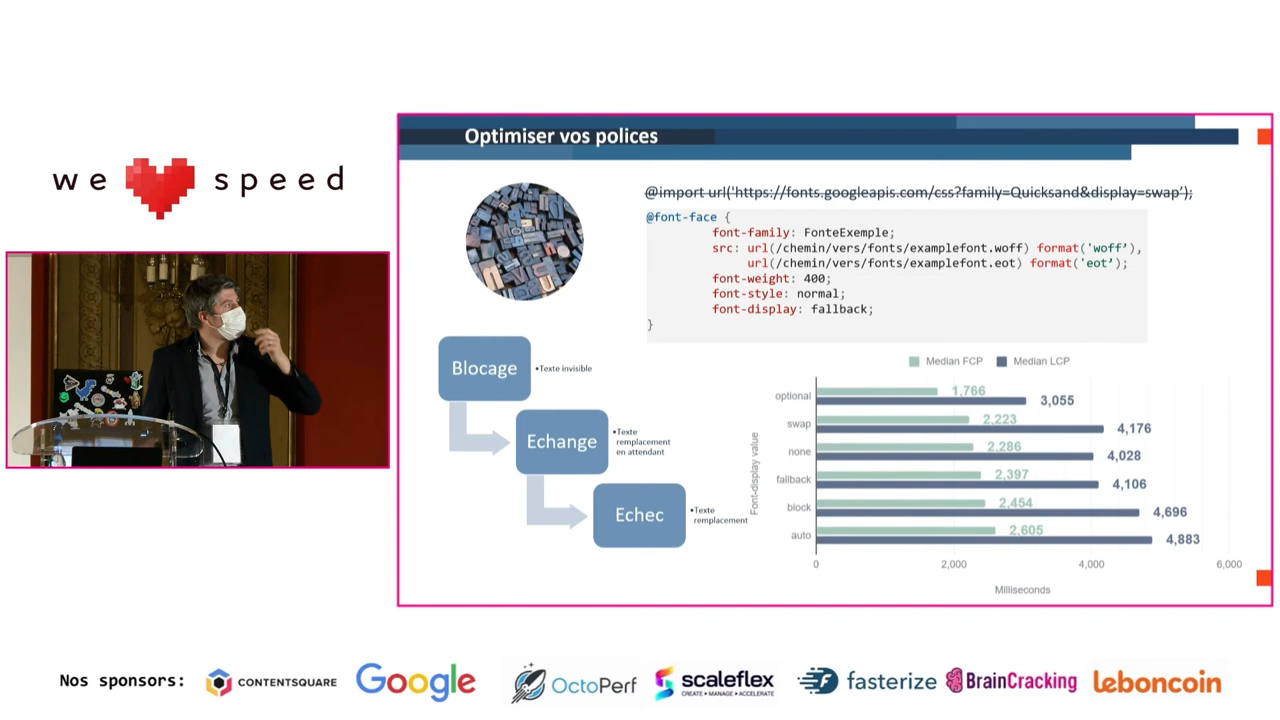 we speed
Optimiser vos polices
@import url('https://fonts.googleapis.com/css?family=Quicksand&display=swap');
@font-face {
font-family: FonteExemple;
src: url(/chemin/vers/fonts/examplefont.woff) format('woff'),
url(/chemin/vers/fonts/examplefont.eot) format('eot');
font-weight: 400;
font-style: normal;
font-display: fallback;
}
Blocage
•Texte invisible
Echange
•Texte
remplacement
en attendant
Echec
•Texte
remplacement
Median FCP Median LCP
Font-display value
optional 1,766 3,055
swap 2,223 4,176
none 2,286 4,028
fallback 2,397 4,106
block 2,454 4,696
auto 2,605 4,883
0 2,000 4,000 6,000
Milliseconds
Nos sponsors: CONTENTSQUARE Google OctoPerf scaleflex fasterize BrainCracking leboncoin
CREATE • MANAGE • ACCELERATE